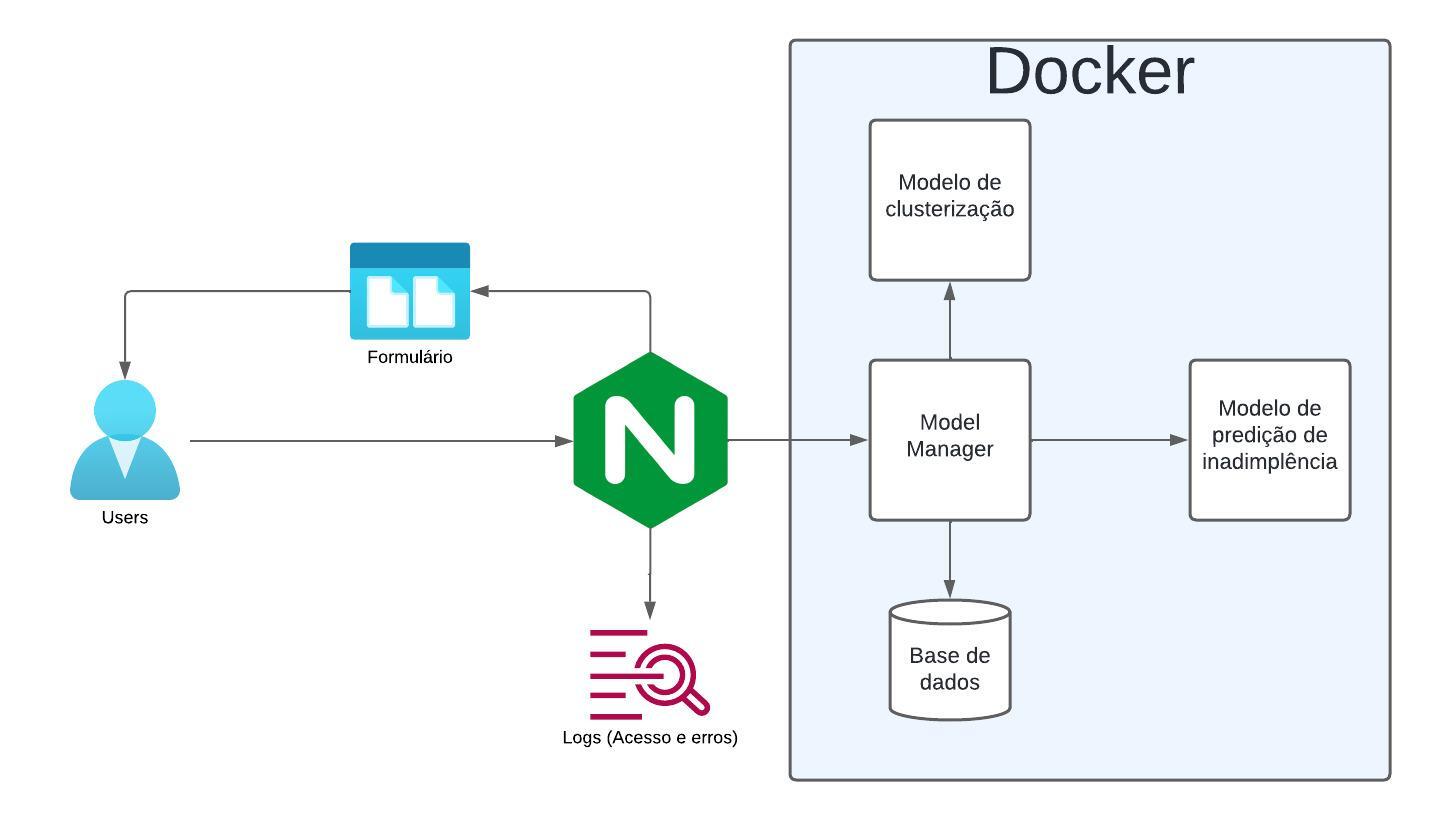 Docker
Modelo de
clusterização
Formulário
Model
Manager
Modelo de
predição de
inadimplência
Users
N
Base de
dados
Logs (Acesso e erros)